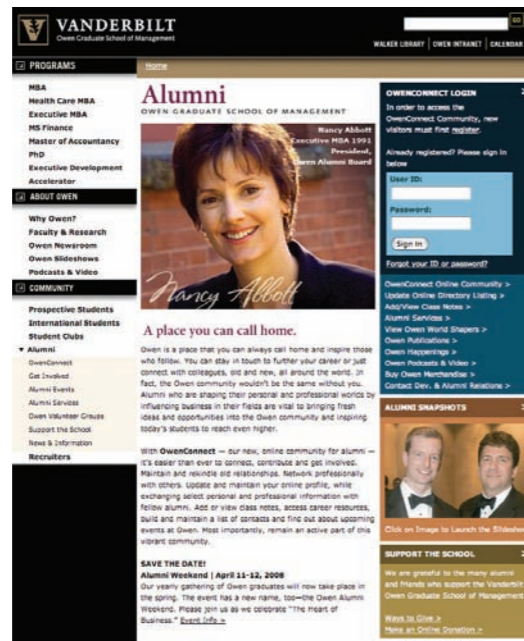 VANDERBILT
Owen Graduate School of Management
GO
WALKER LIBRARY | OWEN INTRANET | CALENDAR
PROGRAMS
MBA
Health Care MBA
Executive MBA
MS Finance
Master of Accountancy
PhD
Executive Development
Accelerator
ABOUT OWEN
Why Owen?
Faculty & Research
Owen Newsroom
Owen Slideshows
Podcasts & Video
COMMUNITY
Prospective Students
International Students
Student Clubs
Alumni
OwenConnect
Get Involved
Alumni Events
Alumni Services
Owen Volunteer Groups
Support the School
News & Information
Recruiters
Home
Alumni
OWEN GRADUATE SCHOOL OF MANAGEMENT
Nancy Abbott
Executive MBA 1991
President,
Owen Alumni Board
Nancy Abbott
A place you can call home.
Owen is a place that you can always call home and inspire those
who follow. You can stay in touch to further your career or just
connect with colleagues, old and new, all around the world. In
fact, the Owen community wouldn't be the same without you.
Alumni who are shaping their personal and professional worlds by
influencing business in their fields are vital to bringing fresh
ideas and opportunities into the Owen community and inspiring
today's students to reach even higher.
With OwenConnect — our new, online community for alumni —
it's easier than ever to connect, contribute and get involved.
Maintain and rekindle old relationships. Network professionally
with others. Update and maintain your online profile, while
exchanging select personal and professional information with
fellow alumni. Add or view class notes, access career resources,
build and maintain a list of contacts and find out about upcoming
events at Owen. Most importantly, remain an active part of this
vibrant community.
SAVE THE DATE!
Alumni Weekend | April 11-12, 2008
Our yearly gathering of Owen graduates will now take place in
the spring. The event has a new name, too—the Owen Alumni
Weekend. Please join us as we celebrate "The Heart of
Business." Event Info >
OWENCONNECT LOGIN
In order to access the
OwenConnect Community, new
visitors must first register.
Already registered? Please sign in
below
User ID:
Password:
Sign In
Forgot your ID or password?
OwenConnect Online Community >
Update Online Directory Listing >
Add/View Class Notes >
Alumni Services >
View Owen World Shapers >
Owen Publications >
Owen Happenings >
Owen Podcasts & Video >
Buy Owen Merchandise >
Contact Dev. & Alumni Relations >
ALUMNI SNAPSHOTS
Click on Image to Launch the Slidesho
SUPPORT THE SCHOOL
We are grateful to the many alumni
and friends who support the Vanderbilt
Owen Graduate School of Management
Ways to Give >
Make an Online Donation >